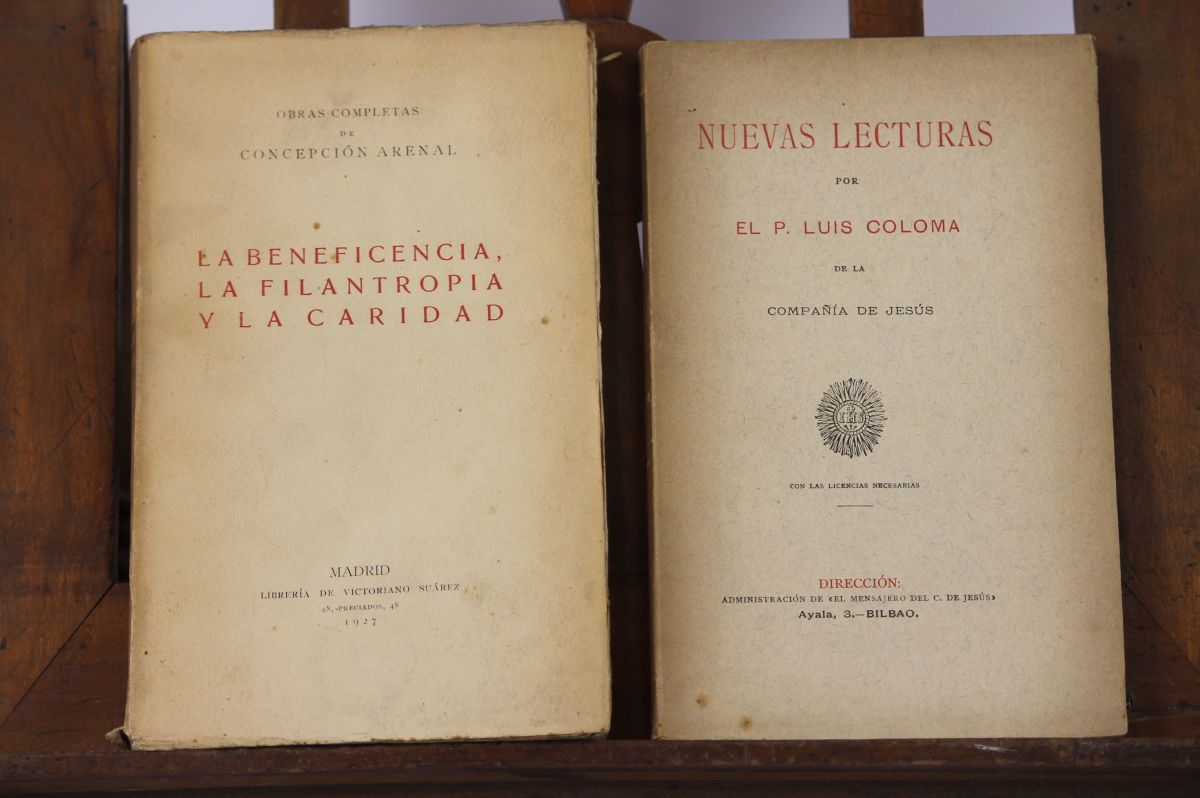 OBRAS COMPLETAS
DE
CONCEPCIÓN ARENAL
LA BENEFICENCIA,
LA FILANTROPIA
Y LA CARIDAD
MADRID
LIBRERÍA DE VICTORIANO SUÁREZ
48, PRECIADOS, 48
1927
NUEVAS LECTURAS
POR
EL P. LUIS COLOMA
DE LA
COMPAÑÍA DE JESÚS
IHS
CON LAS LICENCIAS NECESARIAS
DIRECCIÓN:
ADMINISTRACIÓN DE «EL MENSAJERO DEL C. DE JESÚS»
Ayala, 3.—BILBAO.